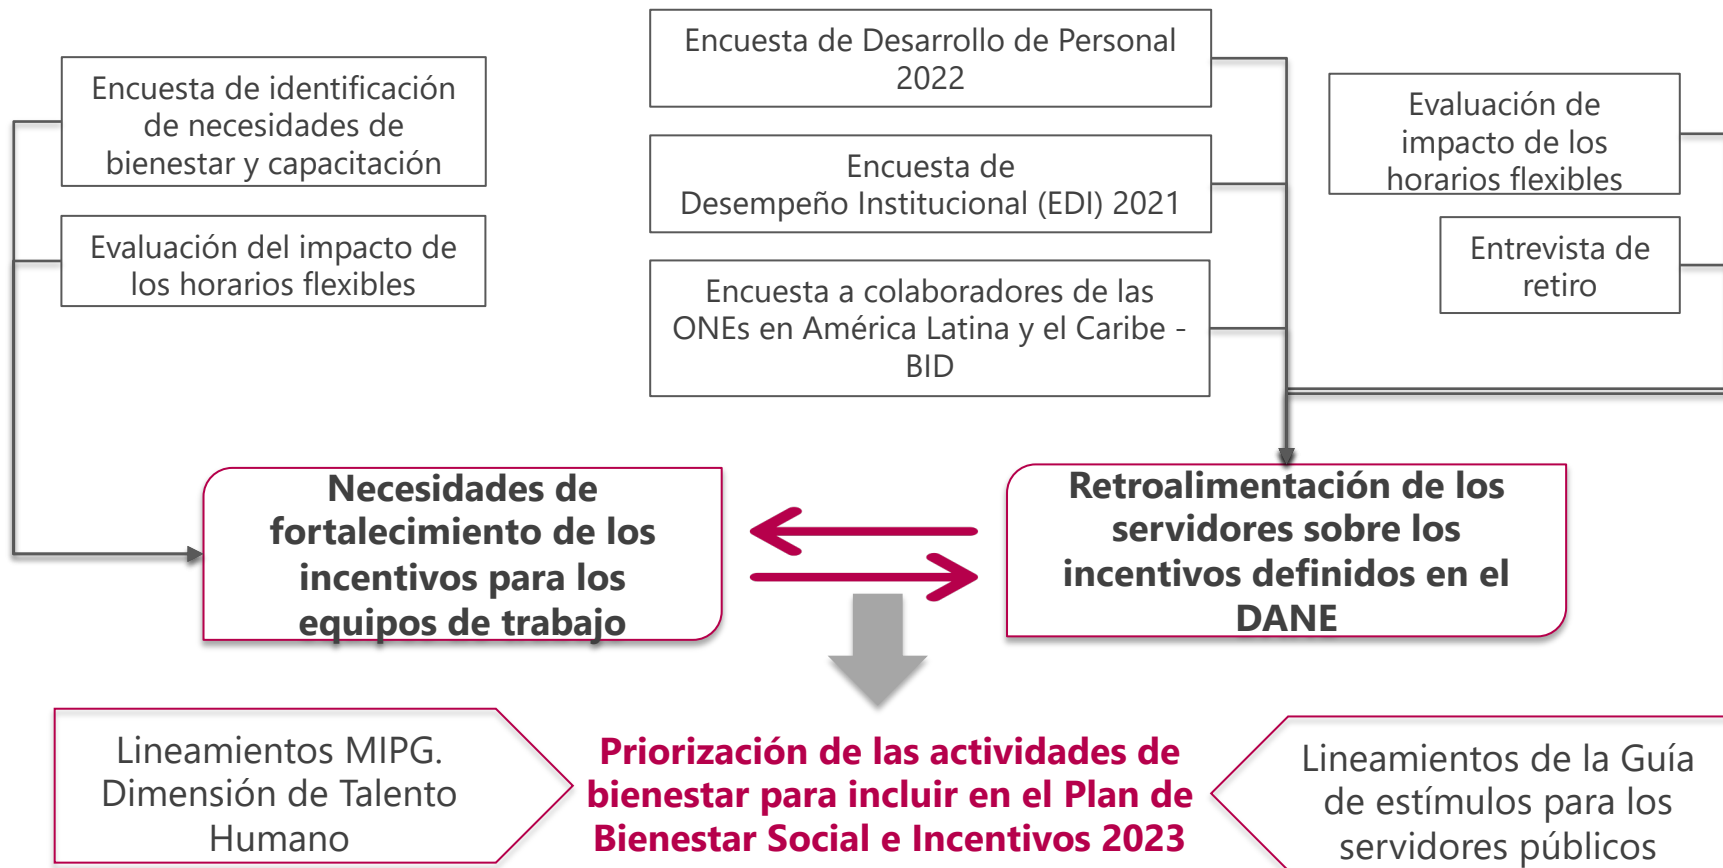 Encuesta de identificación
de necesidades de
bienestar y capacitación
Evaluación del impacto de
los horarios flexibles
Encuesta de Desarrollo de Personal
2022
Encuesta de
Desempeño Institucional (EDI) 2021
Encuesta a colaboradores de las
ONEs en América Latina y el Caribe -
BID
Evaluación de
impacto de los
horarios flexibles
Entrevista de
retiro
Necesidades de
fortalecimiento de los
incentivos para los
equipos de trabajo
Retroalimentación de los
servidores sobre los
incentivos definidos en el
DANE
Lineamientos MIPG.
Dimensión de Talento
Humano
Priorización de las actividades de
bienestar para incluir en el Plan de
Bienestar Social e Incentivos 2023
Lineamientos de la Guía
de estímulos para los
servidores públicos